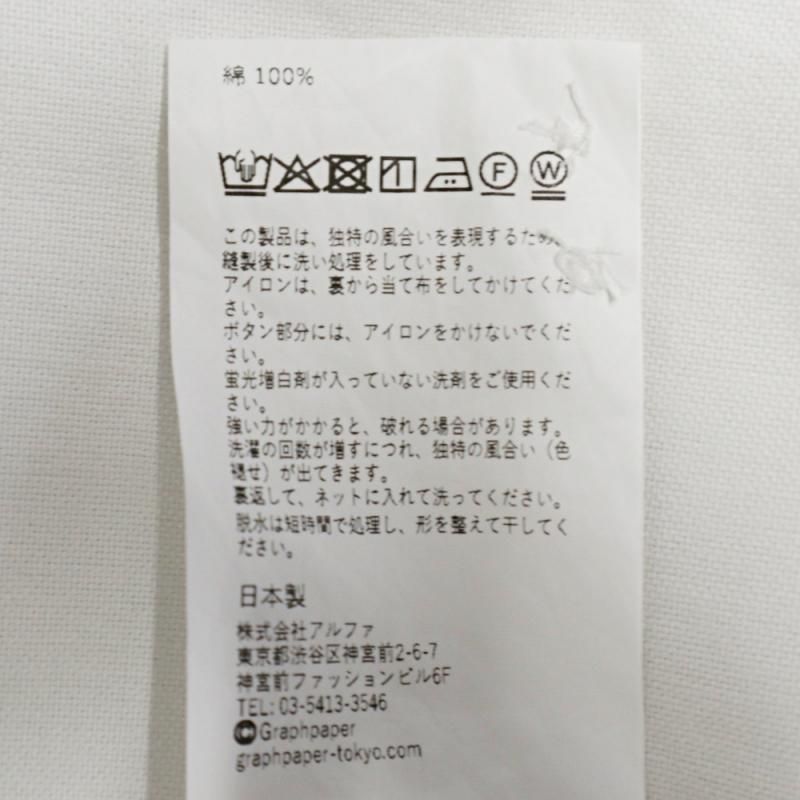 綿 100%
F W
この製品は、独特の風合いを表現するため、
縫製後に洗い処理をしています。
アイロンは、裏から当て布をしてかけてくだ
さい。
ボタン部分には、アイロンをかけないでくだ
さい。
蛍光増白剤が入っていない洗剤をご使用くだ
さい。
強い力がかかると、破れる場合があります。
洗濯の回数が増すにつれ、独特の風合い（色
褪せ）が出てきます。
裏返して、ネットに入れて洗ってください。
脱水は短時間で処理し、形を整えて干してく
ださい。
日本製
株式会社アルファ
東京都渋谷区神宮前2-6-7
神宮前ファッションビル6F
TEL: 03-5413-3546
©Graphpaper
graphpaper-tokyo.com